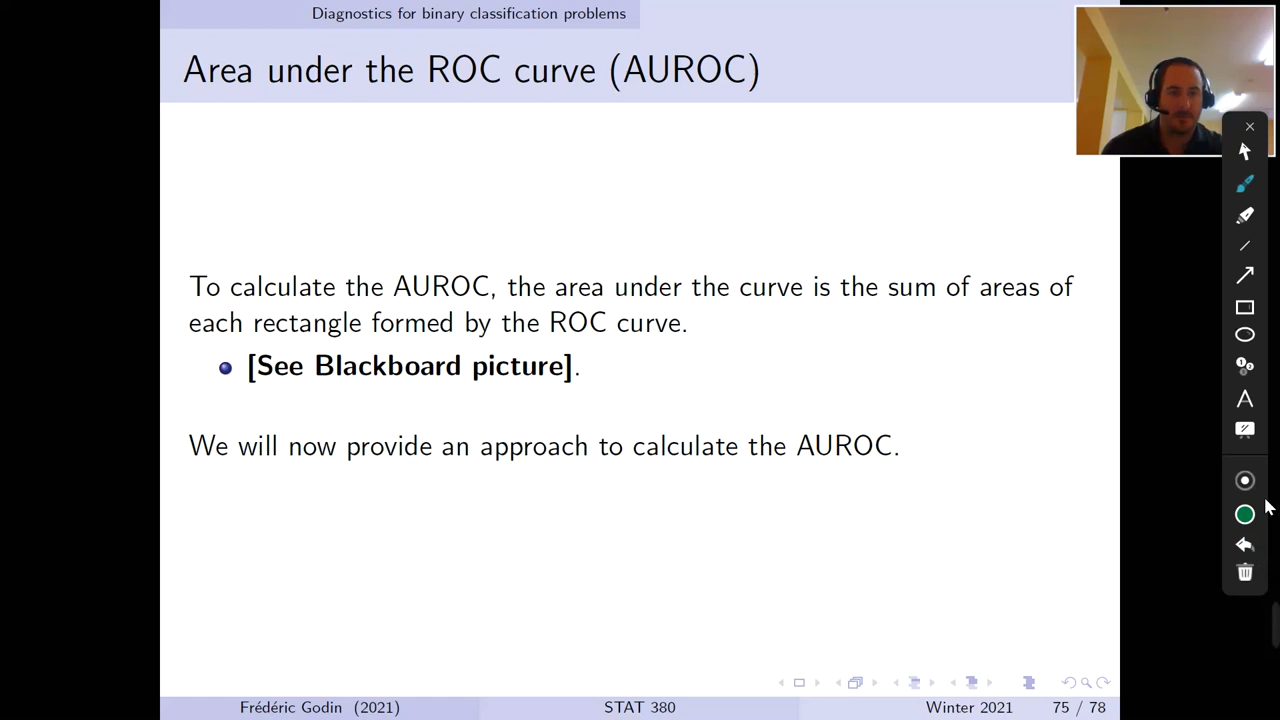 Diagnostics for binary classification problems
Area under the ROC curve (AUROC)
To calculate the AUROC, the area under the curve is the sum of areas of
each rectangle formed by the ROC curve.
[See Blackboard picture].
We will now provide an approach to calculate the AUROC.
Frédéric Godin (2021)
STAT 380
Winter 2021
75 / 78